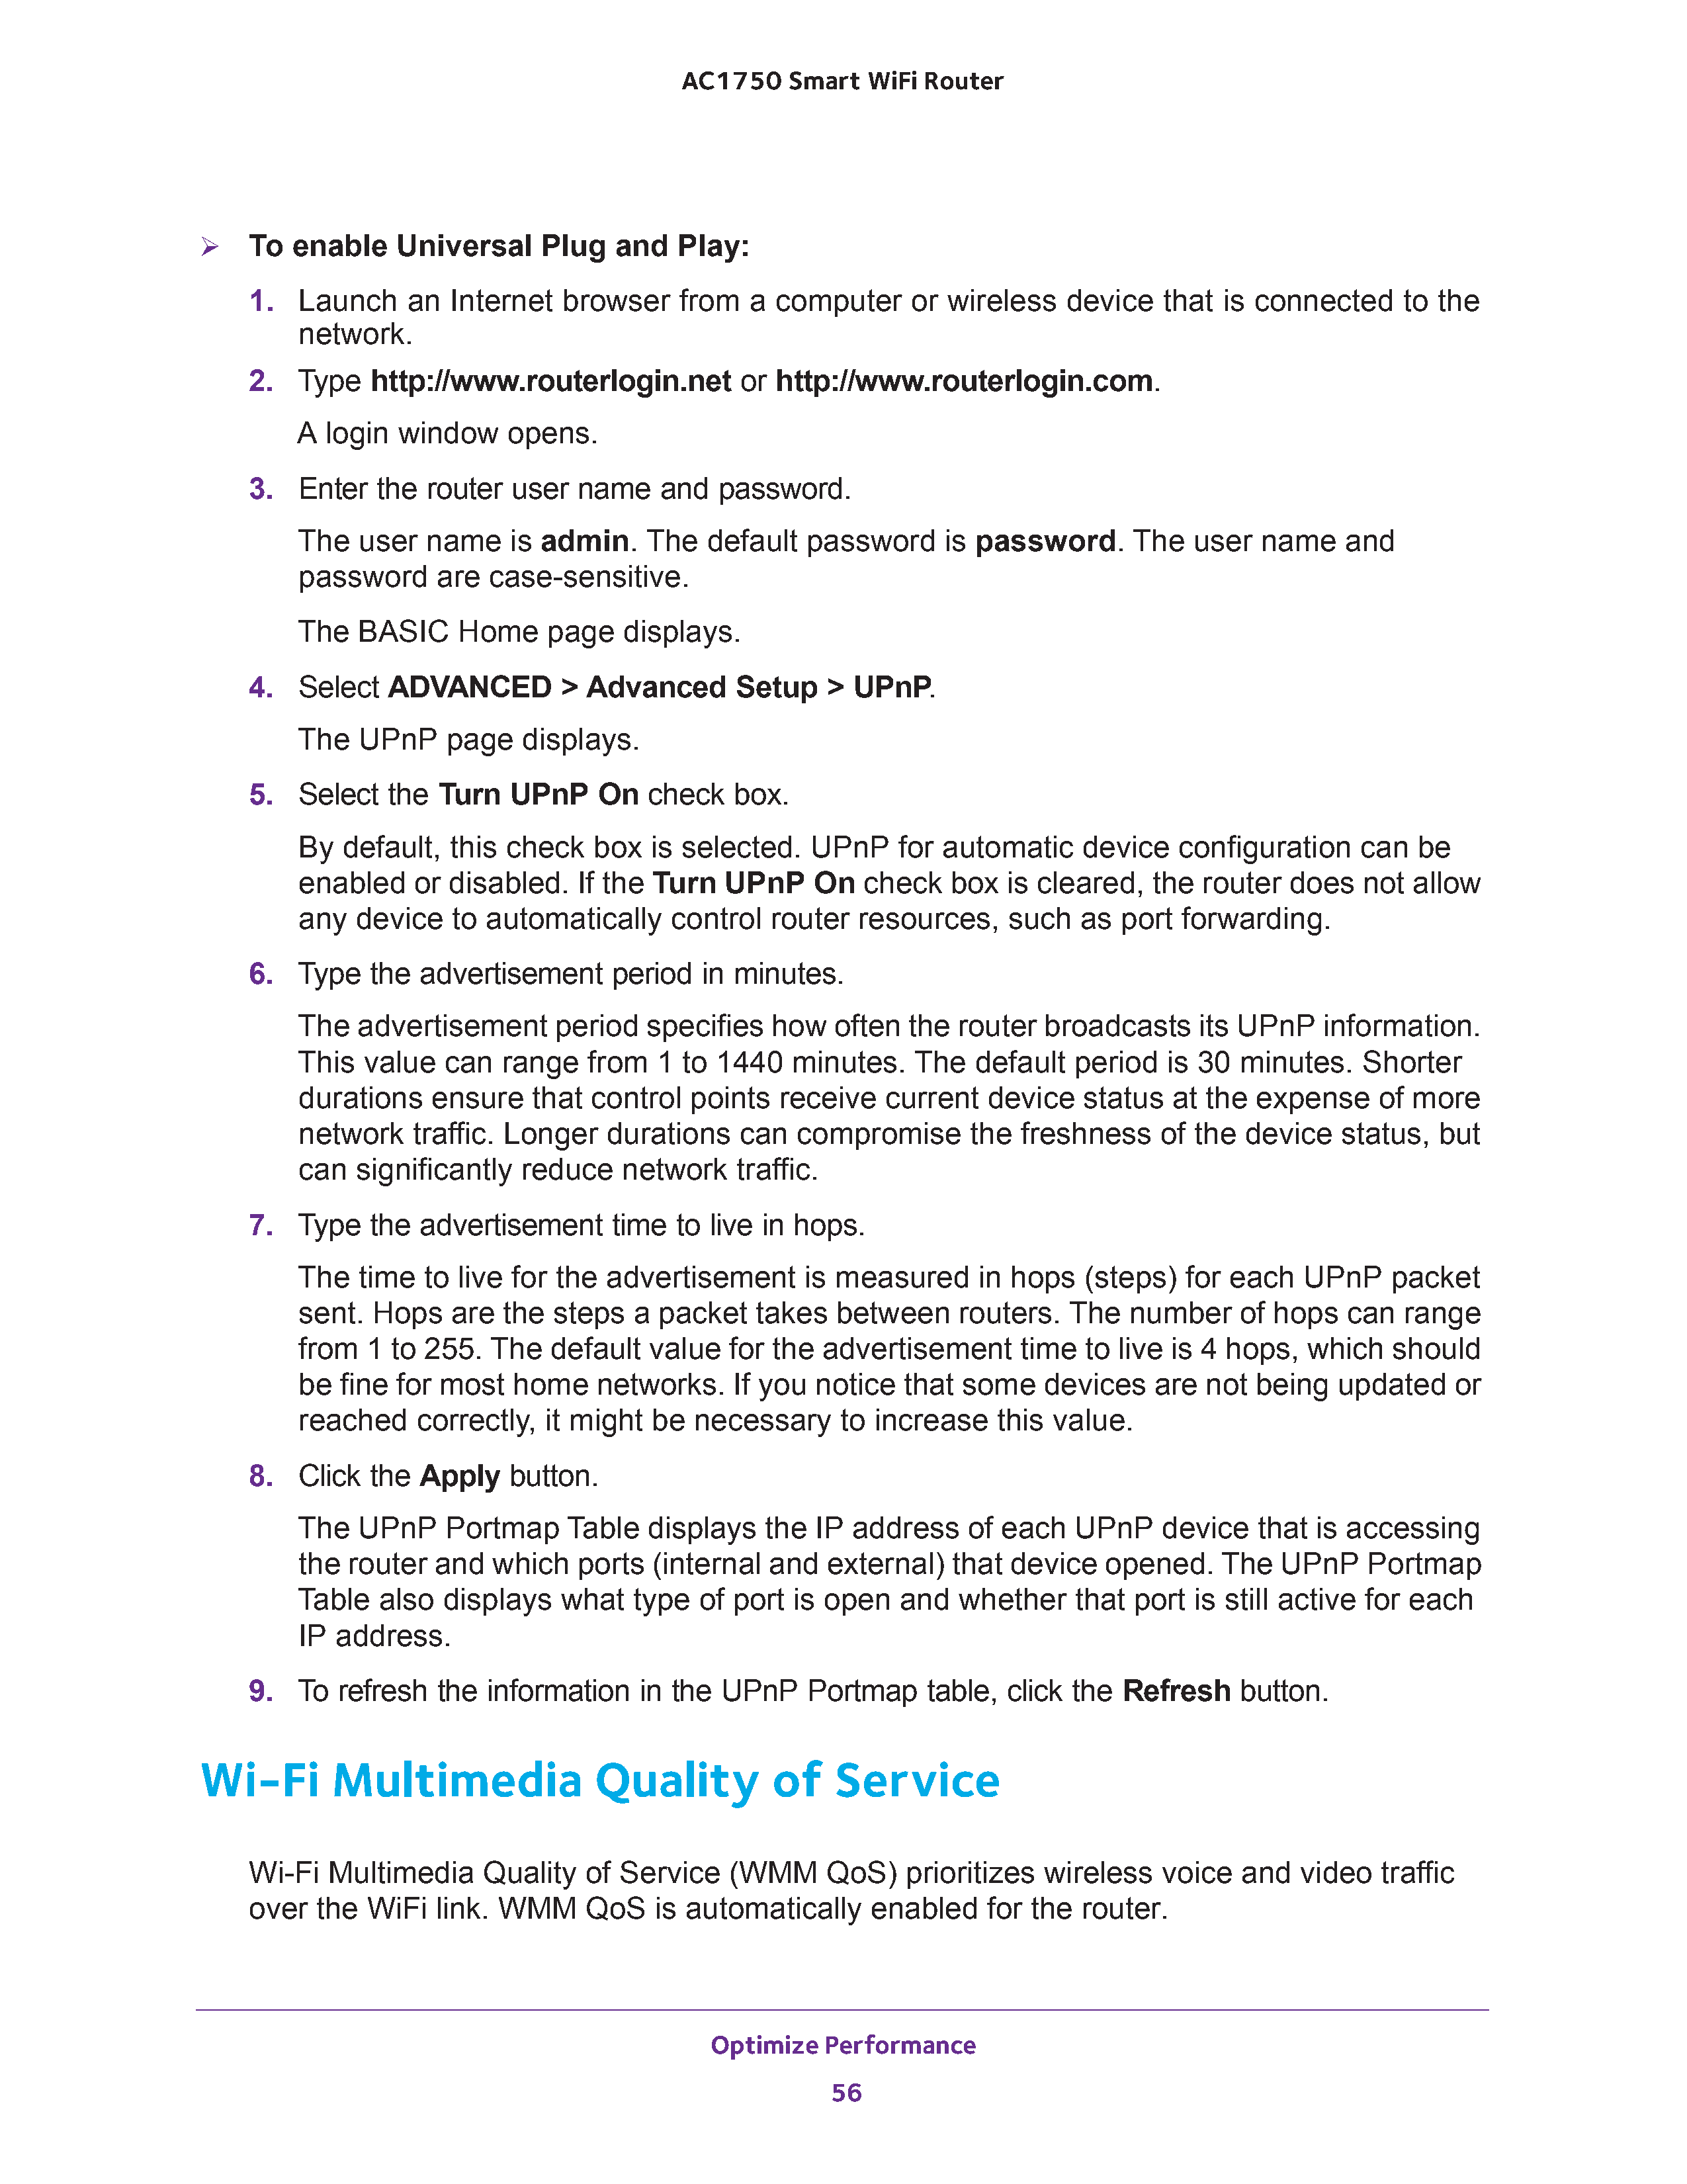 AC1750 Smart WiFi Router
➢ To enable Universal Plug and Play:
1. Launch an Internet browser from a computer or wireless device that is connected to the
network.
2. Type http://www.routerlogin.net or http://www.routerlogin.com.
A login window opens.
3. Enter the router user name and password.
The user name is admin. The default password is password. The user name and
password are case-sensitive.
The BASIC Home page displays.
4. Select ADVANCED > Advanced Setup > UPnP.
The UPnP page displays.
5. Select the Turn UPnP On check box.
By default, this check box is selected. UPnP for automatic device configuration can be
enabled or disabled. If the Turn UPnP On check box is cleared, the router does not allow
any device to automatically control router resources, such as port forwarding.
6. Type the advertisement period in minutes.
The advertisement period specifies how often the router broadcasts its UPnP information.
This value can range from 1 to 1440 minutes. The default period is 30 minutes. Shorter
durations ensure that control points receive current device status at the expense of more
network traffic. Longer durations can compromise the freshness of the device status, but
can significantly reduce network traffic.
7. Type the advertisement time to live in hops.
The time to live for the advertisement is measured in hops (steps) for each UPnP packet
sent. Hops are the steps a packet takes between routers. The number of hops can range
from 1 to 255. The default value for the advertisement time to live is 4 hops, which should
be fine for most home networks. If you notice that some devices are not being updated or
reached correctly, it might be necessary to increase this value.
8. Click the Apply button.
The UPnP Portmap Table displays the IP address of each UPnP device that is accessing
the router and which ports (internal and external) that device opened. The UPnP Portmap
Table also displays what type of port is open and whether that port is still active for each
IP address.
9. To refresh the information in the UPnP Portmap table, click the Refresh button.
Wi-Fi Multimedia Quality of Service
Wi-Fi Multimedia Quality of Service (WMM QoS) prioritizes wireless voice and video traffic
over the WiFi link. WMM QoS is automatically enabled for the router.
Optimize Performance
56